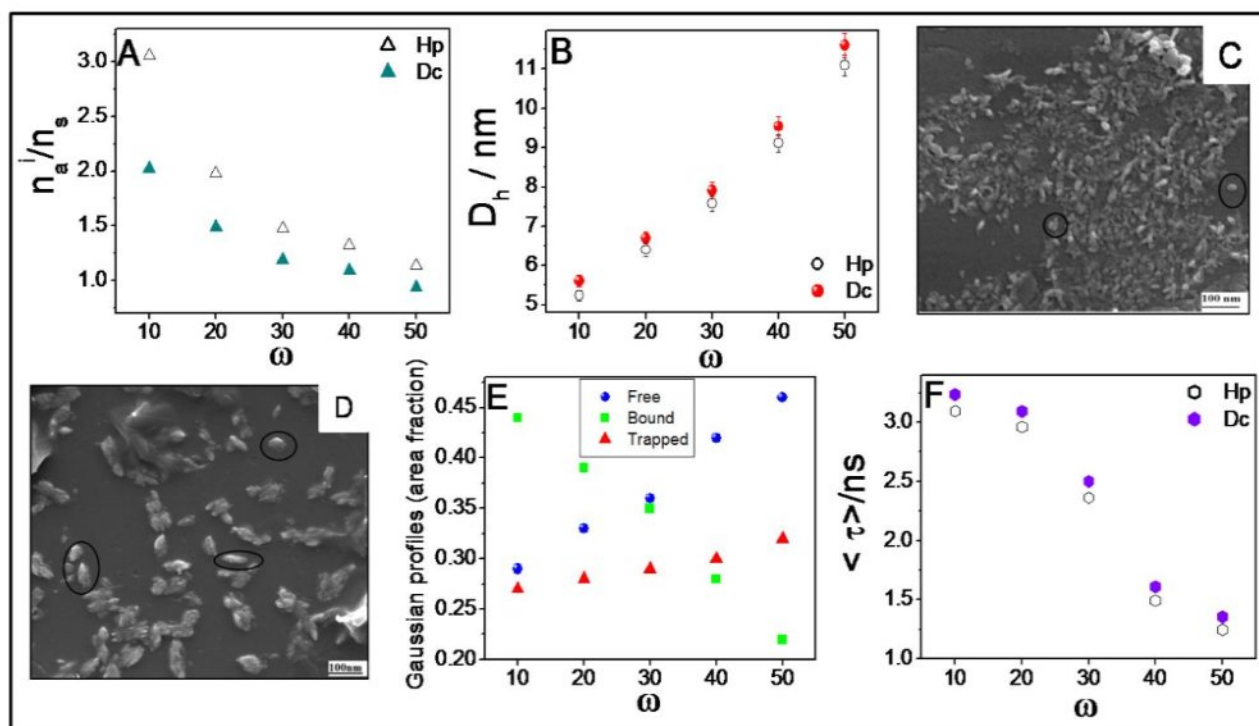 A
Hp
Dc
3.0
2.5
2.0
1.5
1.0
nₐⁱ/nₛ
10 20 30 40 50
ω
B
11
10
9
8
7
6
5
Dₕ / nm
Hp
Dc
10 20 30 40 50
ω
C
100 nm
D
100nm
E
Free
Bound
Trapped
0.45
0.40
0.35
0.30
0.25
0.20
Gaussian profiles (area fraction)
10 20 30 40 50
ω
F
Hp
Dc
3.0
2.5
2.0
1.5
1.0
< τ>/ns
10 20 30 40 50
ω